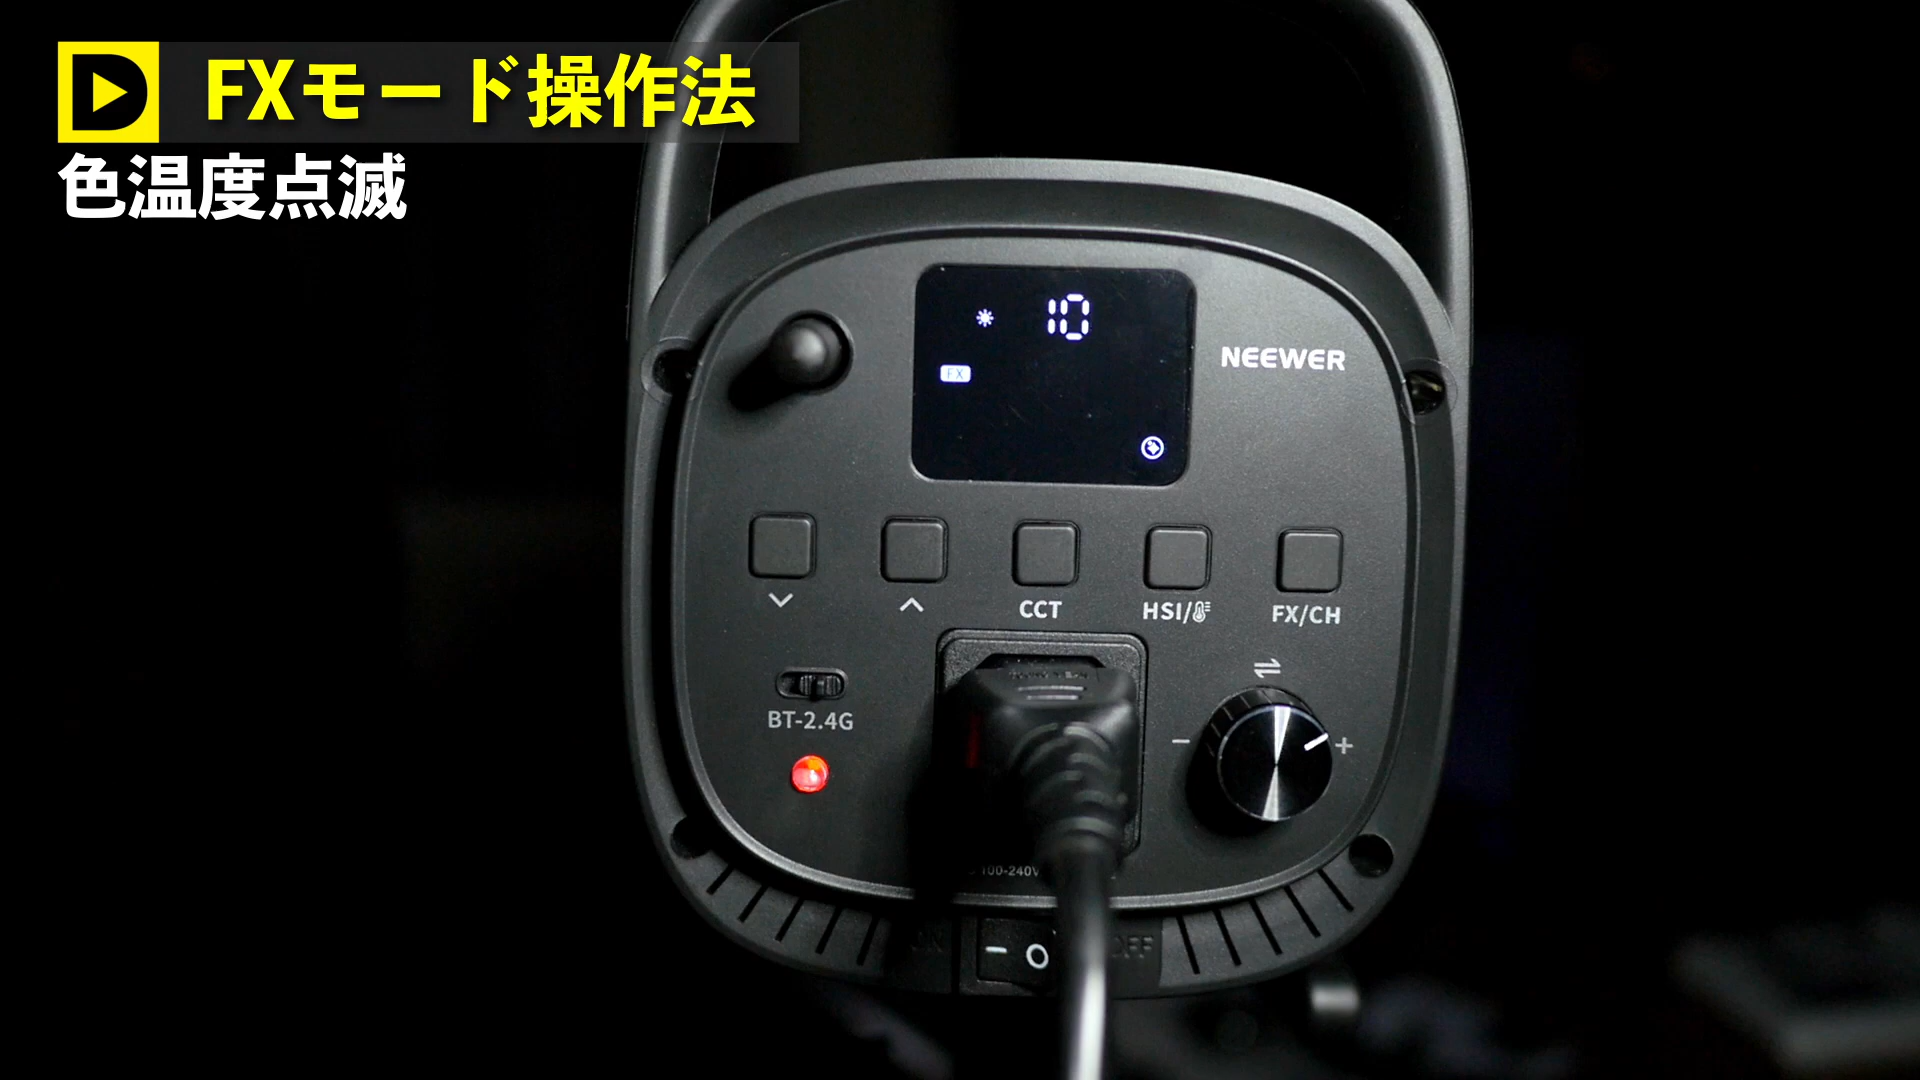 FXモード操作法
色温度点滅
10
FX
NEEWER
CCT
HSI/
FX/CH
BT-2.4G
− +
100-240V
− O
OFF